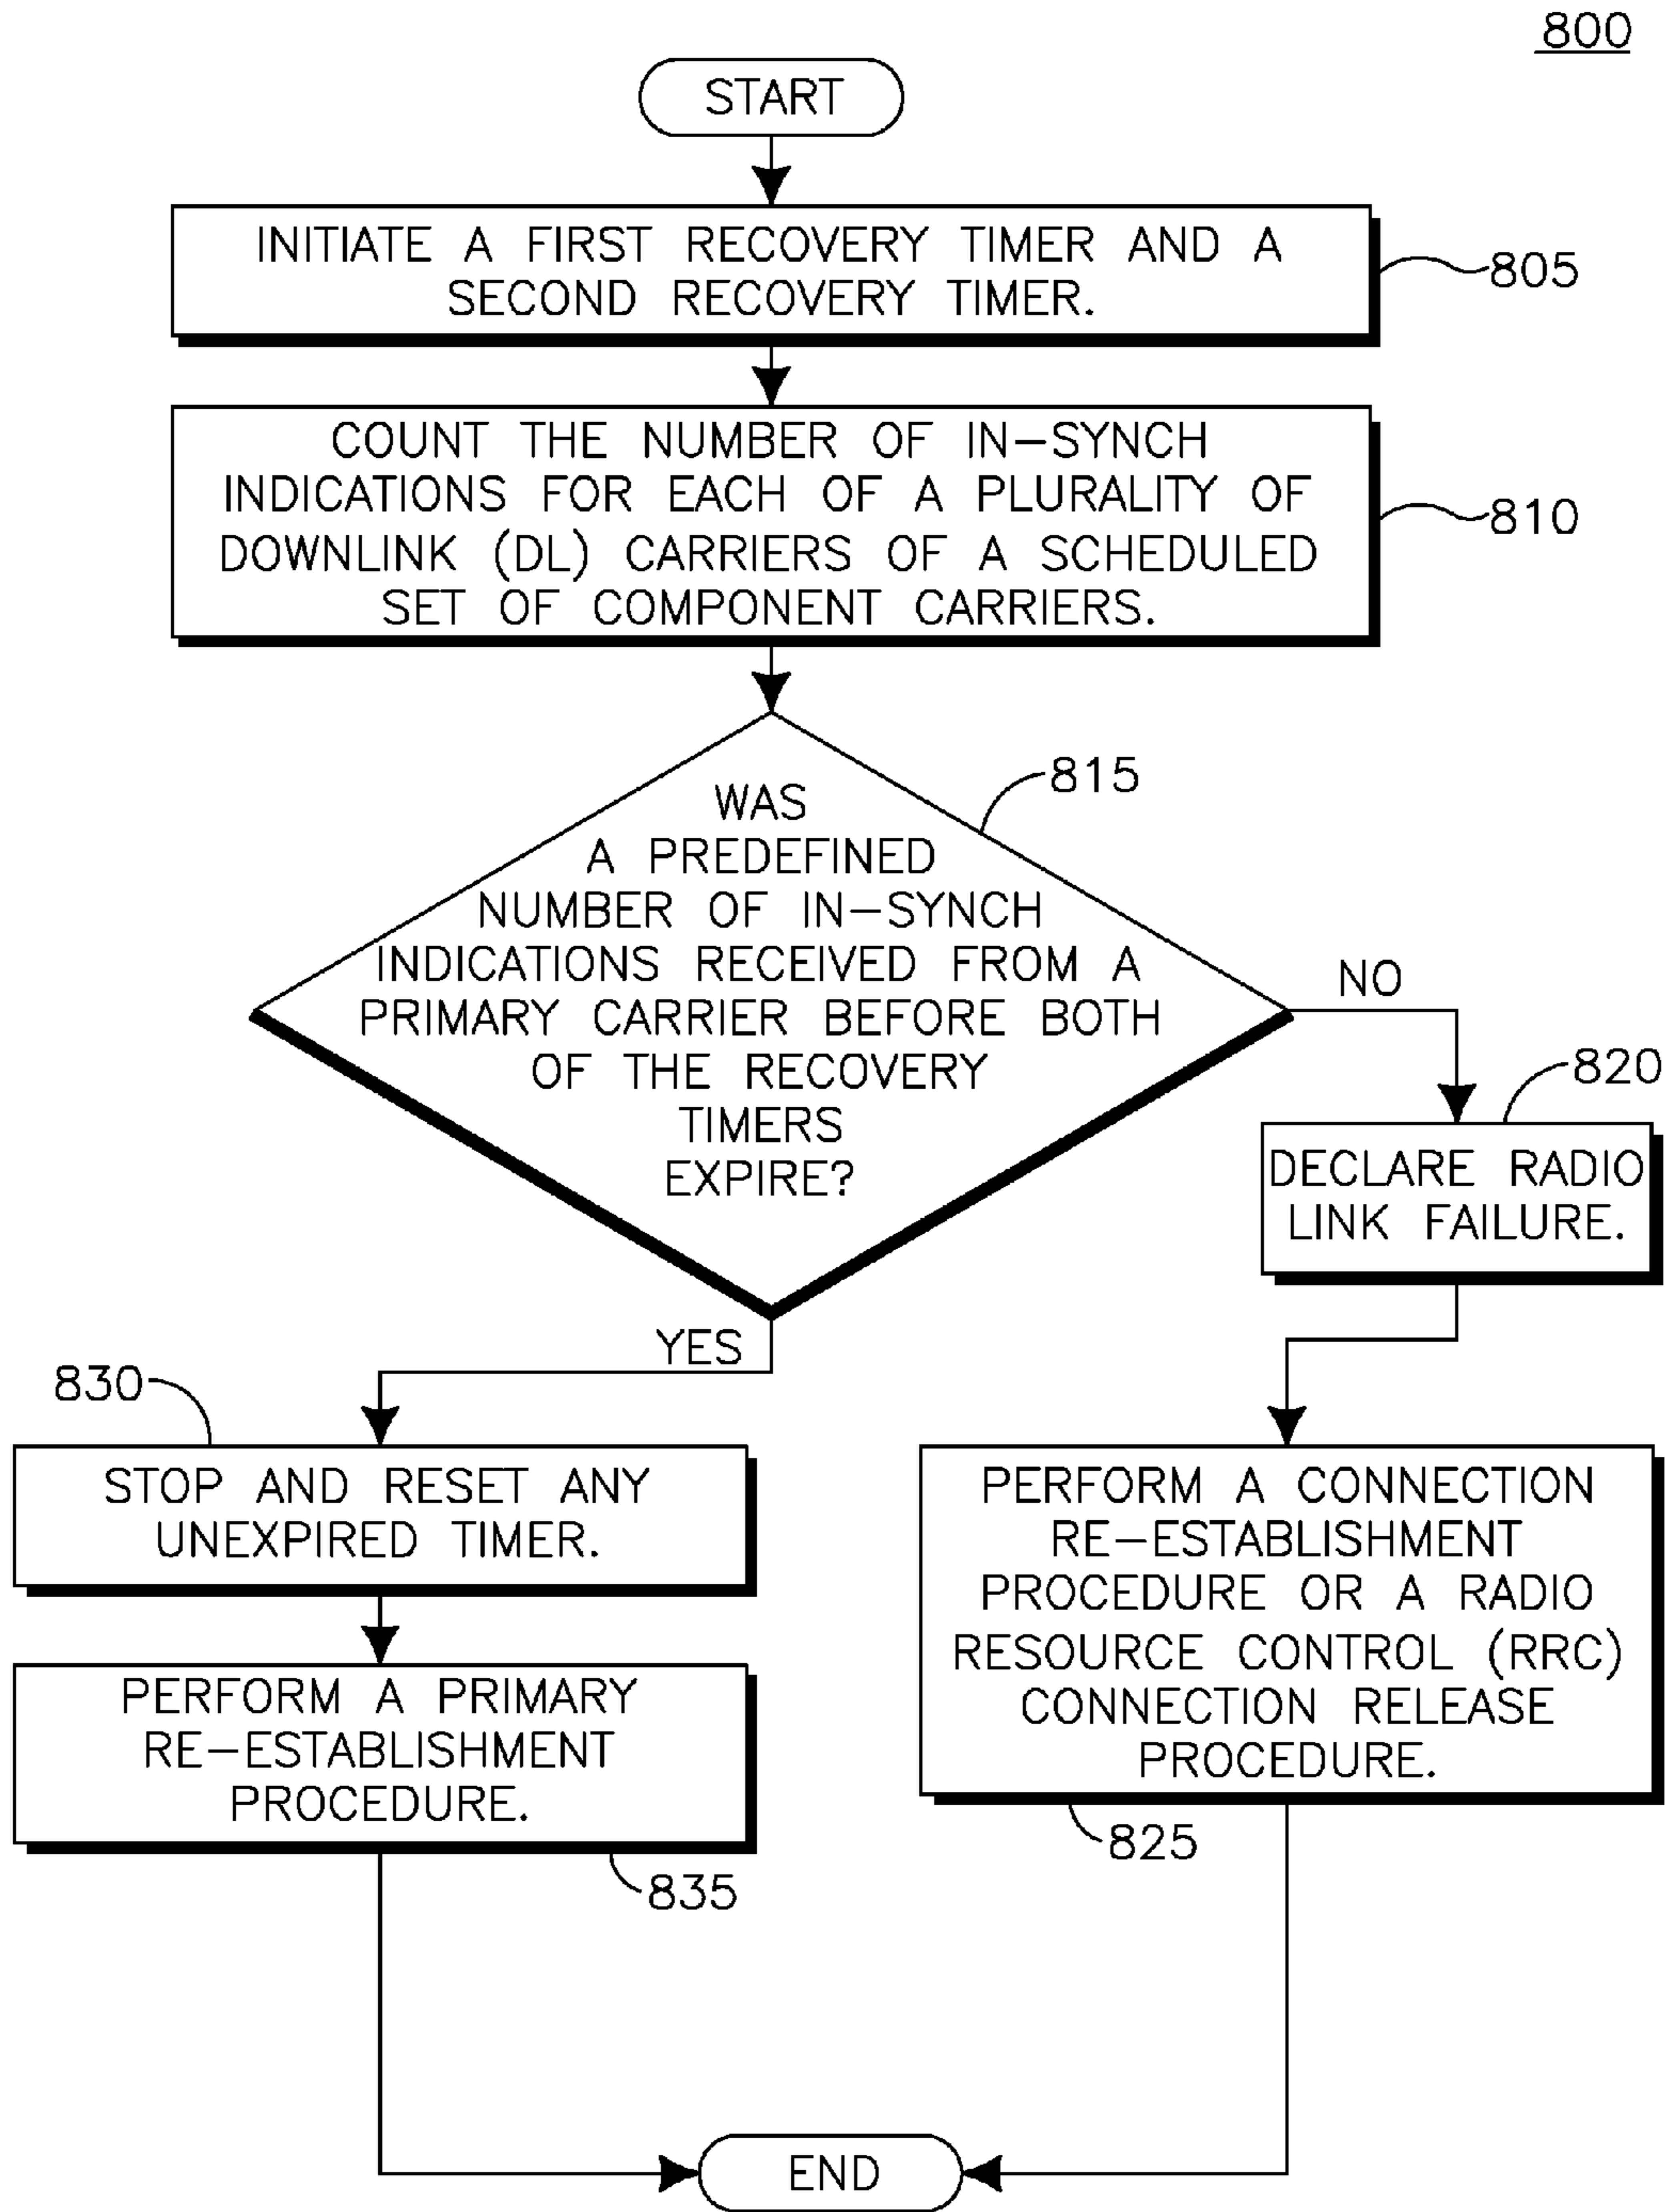 800
START
INITIATE A FIRST RECOVERY TIMER AND A
SECOND RECOVERY TIMER.
805
COUNT THE NUMBER OF IN-SYNCH
INDICATIONS FOR EACH OF A PLURALITY OF
DOWNLINK (DL) CARRIERS OF A SCHEDULED
SET OF COMPONENT CARRIERS.
810
WAS
A PREDEFINED
NUMBER OF IN-SYNCH
INDICATIONS RECEIVED FROM A
PRIMARY CARRIER BEFORE BOTH
OF THE RECOVERY
TIMERS
EXPIRE?
815
NO
820
DECLARE RADIO
LINK FAILURE.
YES
830
STOP AND RESET ANY
UNEXPIRED TIMER.
PERFORM A PRIMARY
RE-ESTABLISHMENT
PROCEDURE.
835
PERFORM A CONNECTION
RE-ESTABLISHMENT
PROCEDURE OR A RADIO
RESOURCE CONTROL (RRC)
CONNECTION RELEASE
PROCEDURE.
825
END